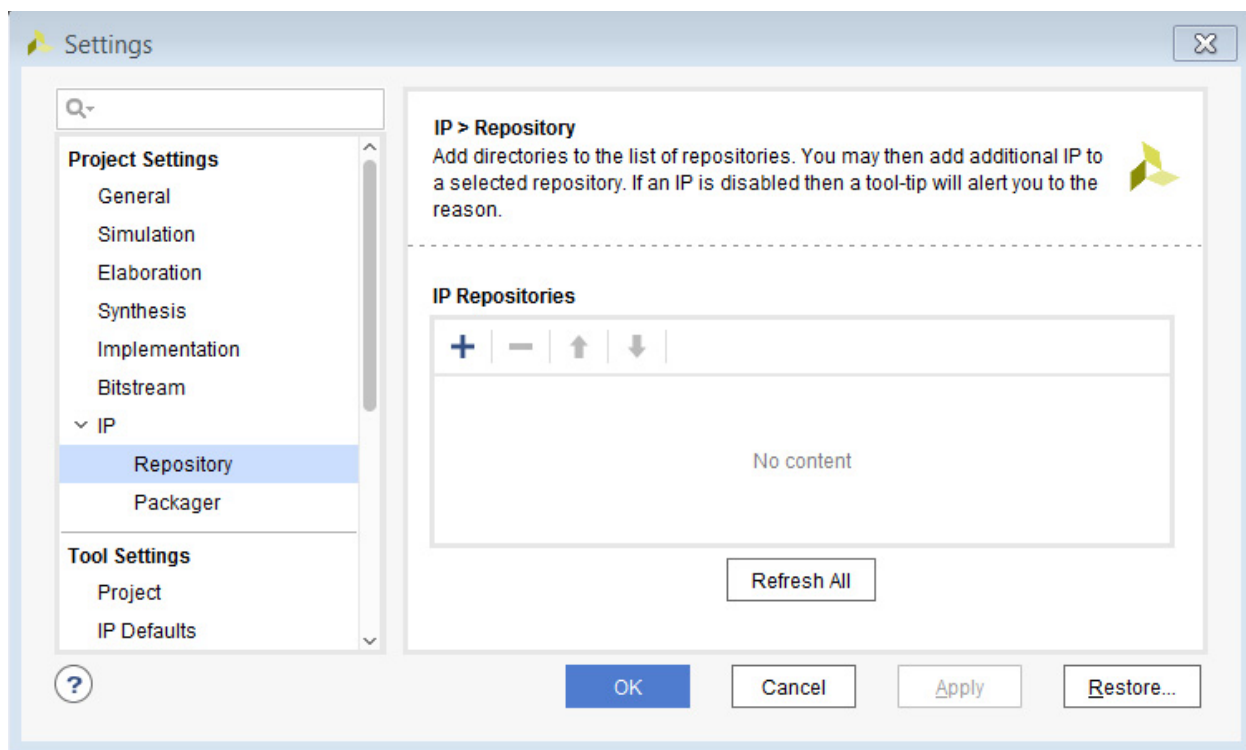 Settings
Project Settings
General
Simulation
Elaboration
Synthesis
Implementation
Bitstream
IP
Repository
Packager
Tool Settings
Project
IP Defaults
IP > Repository
Add directories to the list of repositories. You may then add additional IP to
a selected repository. If an IP is disabled then a tool-tip will alert you to the
reason.
IP Repositories
No content
Refresh All
?
OK
Cancel
Apply
Restore...